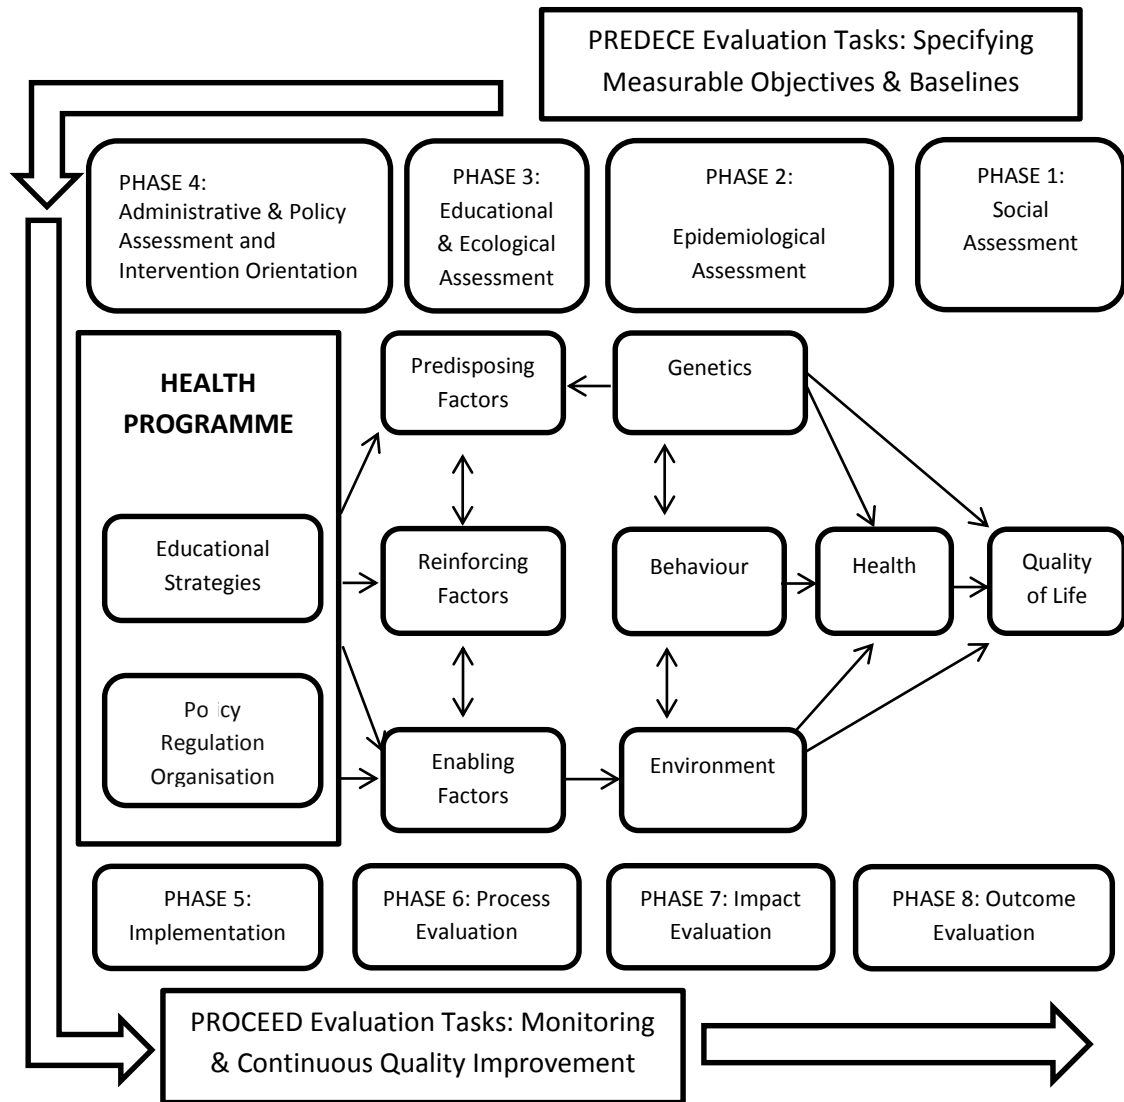 PREDECE Evaluation Tasks: Specifying
Measurable Objectives & Baselines
PHASE 4:
Administrative & Policy
Assessment and
Intervention Orientation
PHASE 3:
Educational
& Ecological
Assessment
PHASE 2:
Epidemiological
Assessment
PHASE 1:
Social
Assessment
HEALTH
PROGRAMME
Educational
Strategies
Policy
Regulation
Organisation
Predisposing
Factors
Reinforcing
Factors
Enabling
Factors
Genetics
Behaviour
Environment
Health
Quality
of Life
PHASE 5:
Implementation
PHASE 6: Process
Evaluation
PHASE 7: Impact
Evaluation
PHASE 8: Outcome
Evaluation
PROCEED Evaluation Tasks: Monitoring
& Continuous Quality Improvement